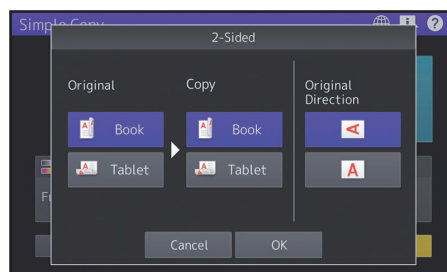 Simple Copy
2-Sided
Original
Copy
Original
Direction
Book
Book
A
Tablet
Tablet
A
Cancel
OK